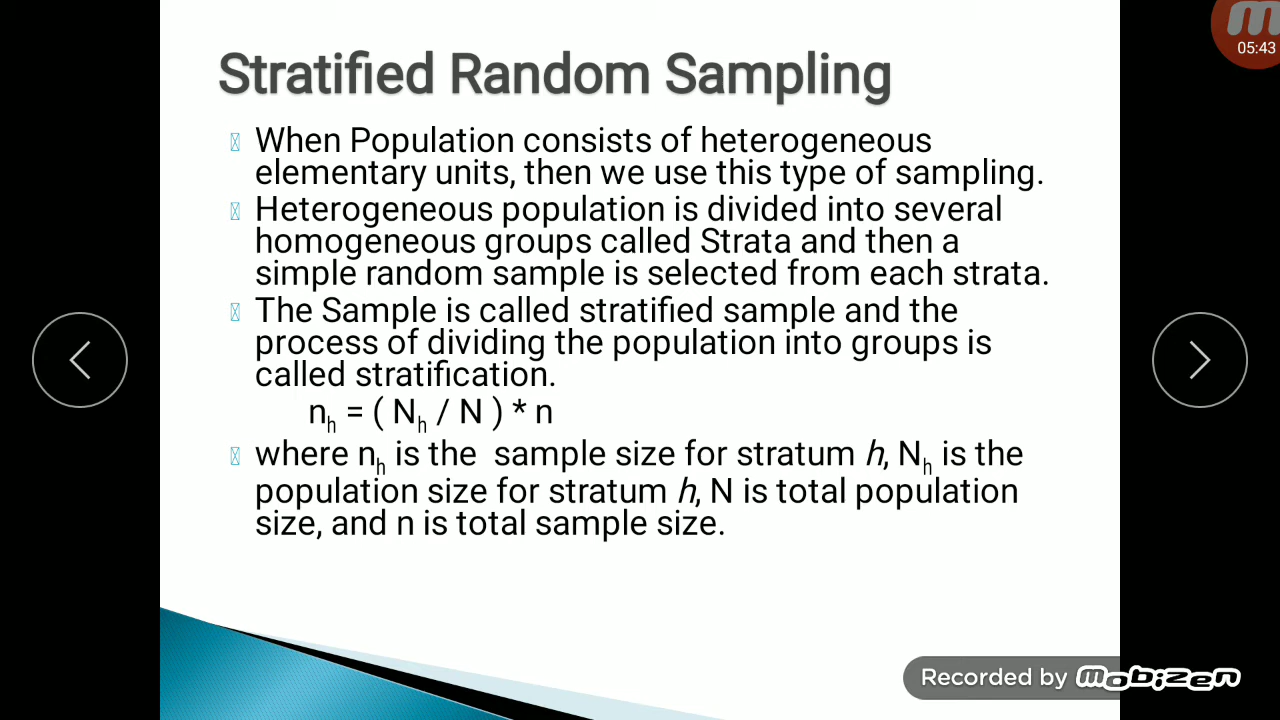 05:43
Stratified Random Sampling
When Population consists of heterogeneous
elementary units, then we use this type of sampling.
Heterogeneous population is divided into several
homogeneous groups called Strata and then a
simple random sample is selected from each strata.
The Sample is called stratified sample and the
process of dividing the population into groups is
called stratification.
nh = ( Nh / N ) * n
where nh is the  sample size for stratum h, Nh is the
population size for stratum h, N is total population
size, and n is total sample size.
Recorded by mobizen